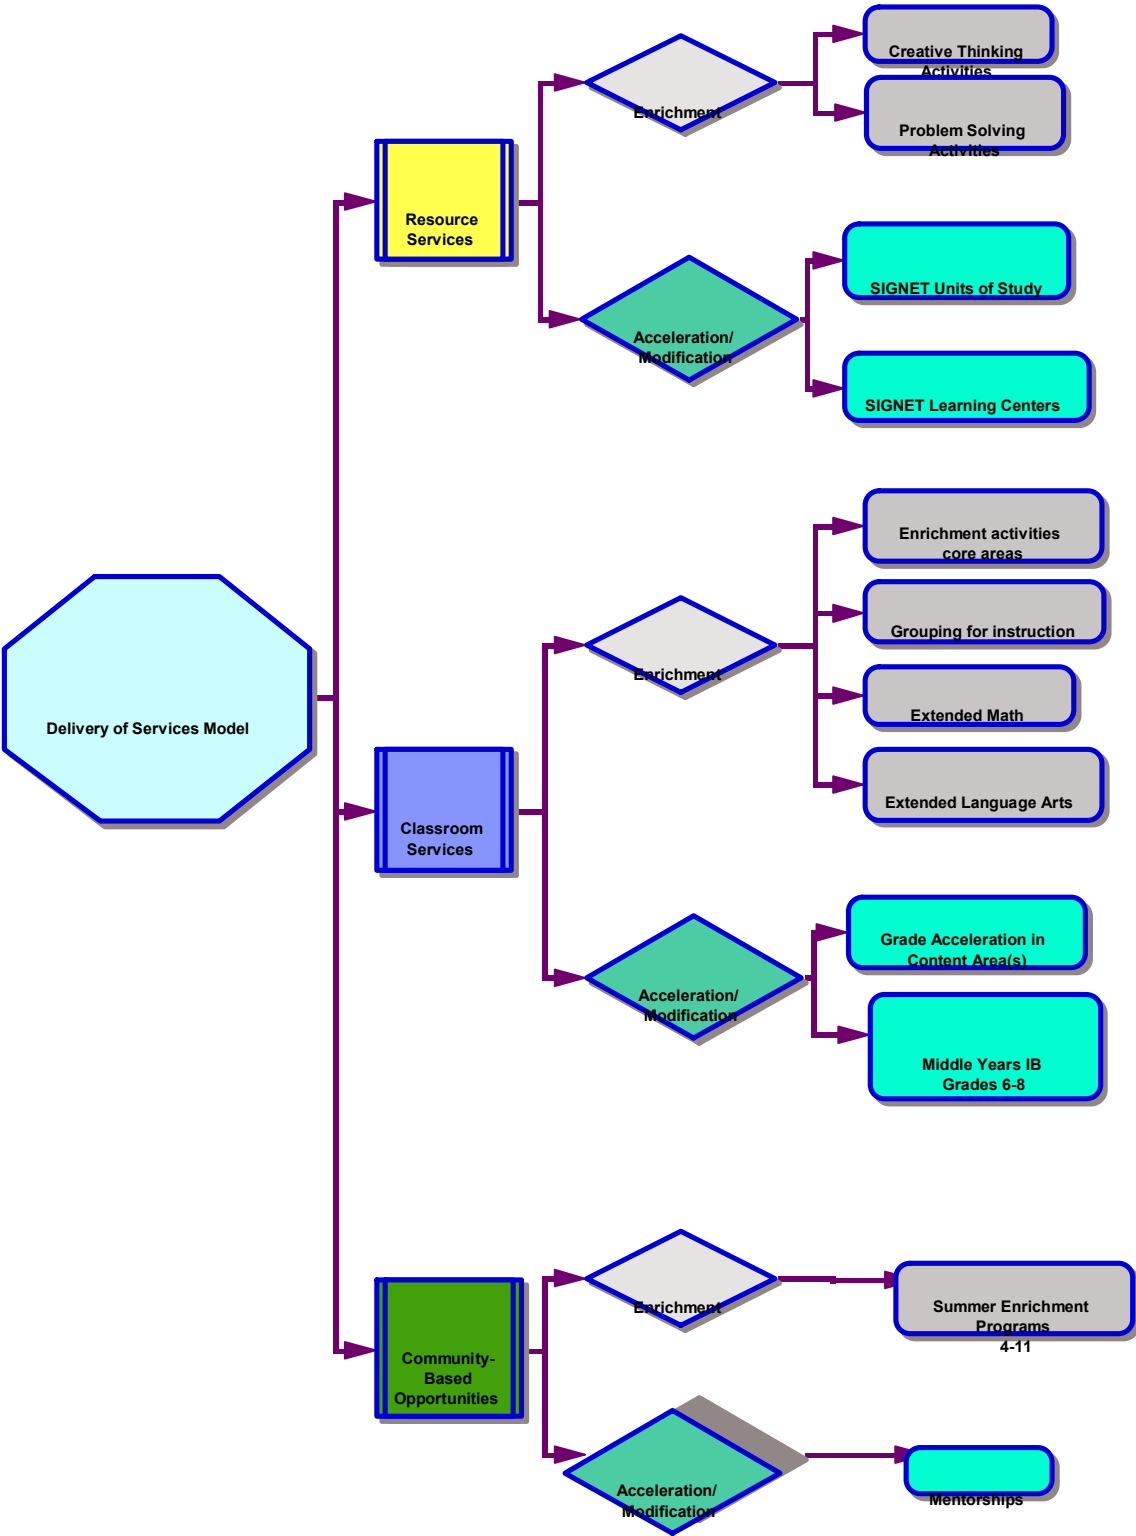 Creative Thinking
Activities
Enrichment
Problem Solving
Activities
Resource
Services
SIGNET Units of Study
Acceleration/
Modification
SIGNET Learning Centers
Enrichment activities
core areas
Grouping for instruction
Enrichment
Extended Math
Delivery of Services Model
Extended Language Arts
Classroom
Services
Grade Acceleration in
Content Area(s)
Acceleration/
Modification
Middle Years IB
Grades 6-8
Enrichment
Summer Enrichment
Programs
4-11
Community-
Based
Opportunities
Acceleration/
Modification
Mentorships